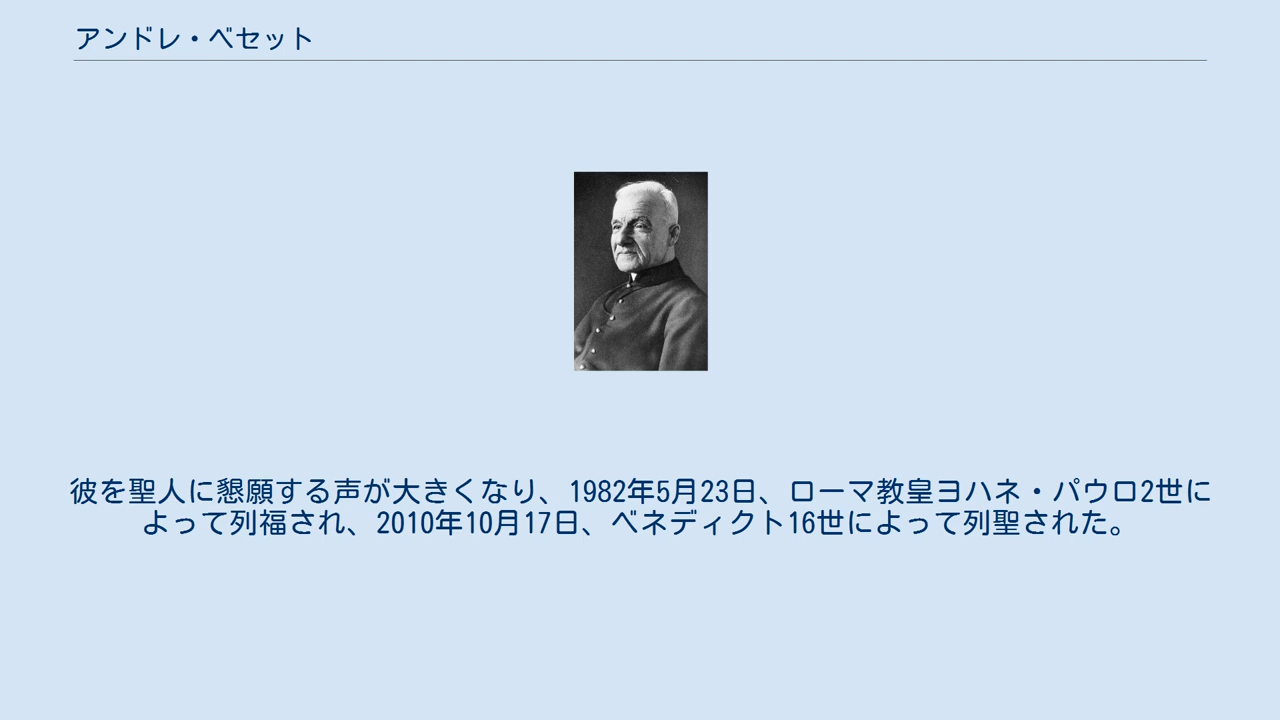 アンドレ・ベセット
彼を聖人に懇願する声が大きくなり、1982年5月23日、ローマ教皇ヨハネ・パウロ2世に
よって列福され、2010年10月17日、ベネディクト16世によって列聖された。